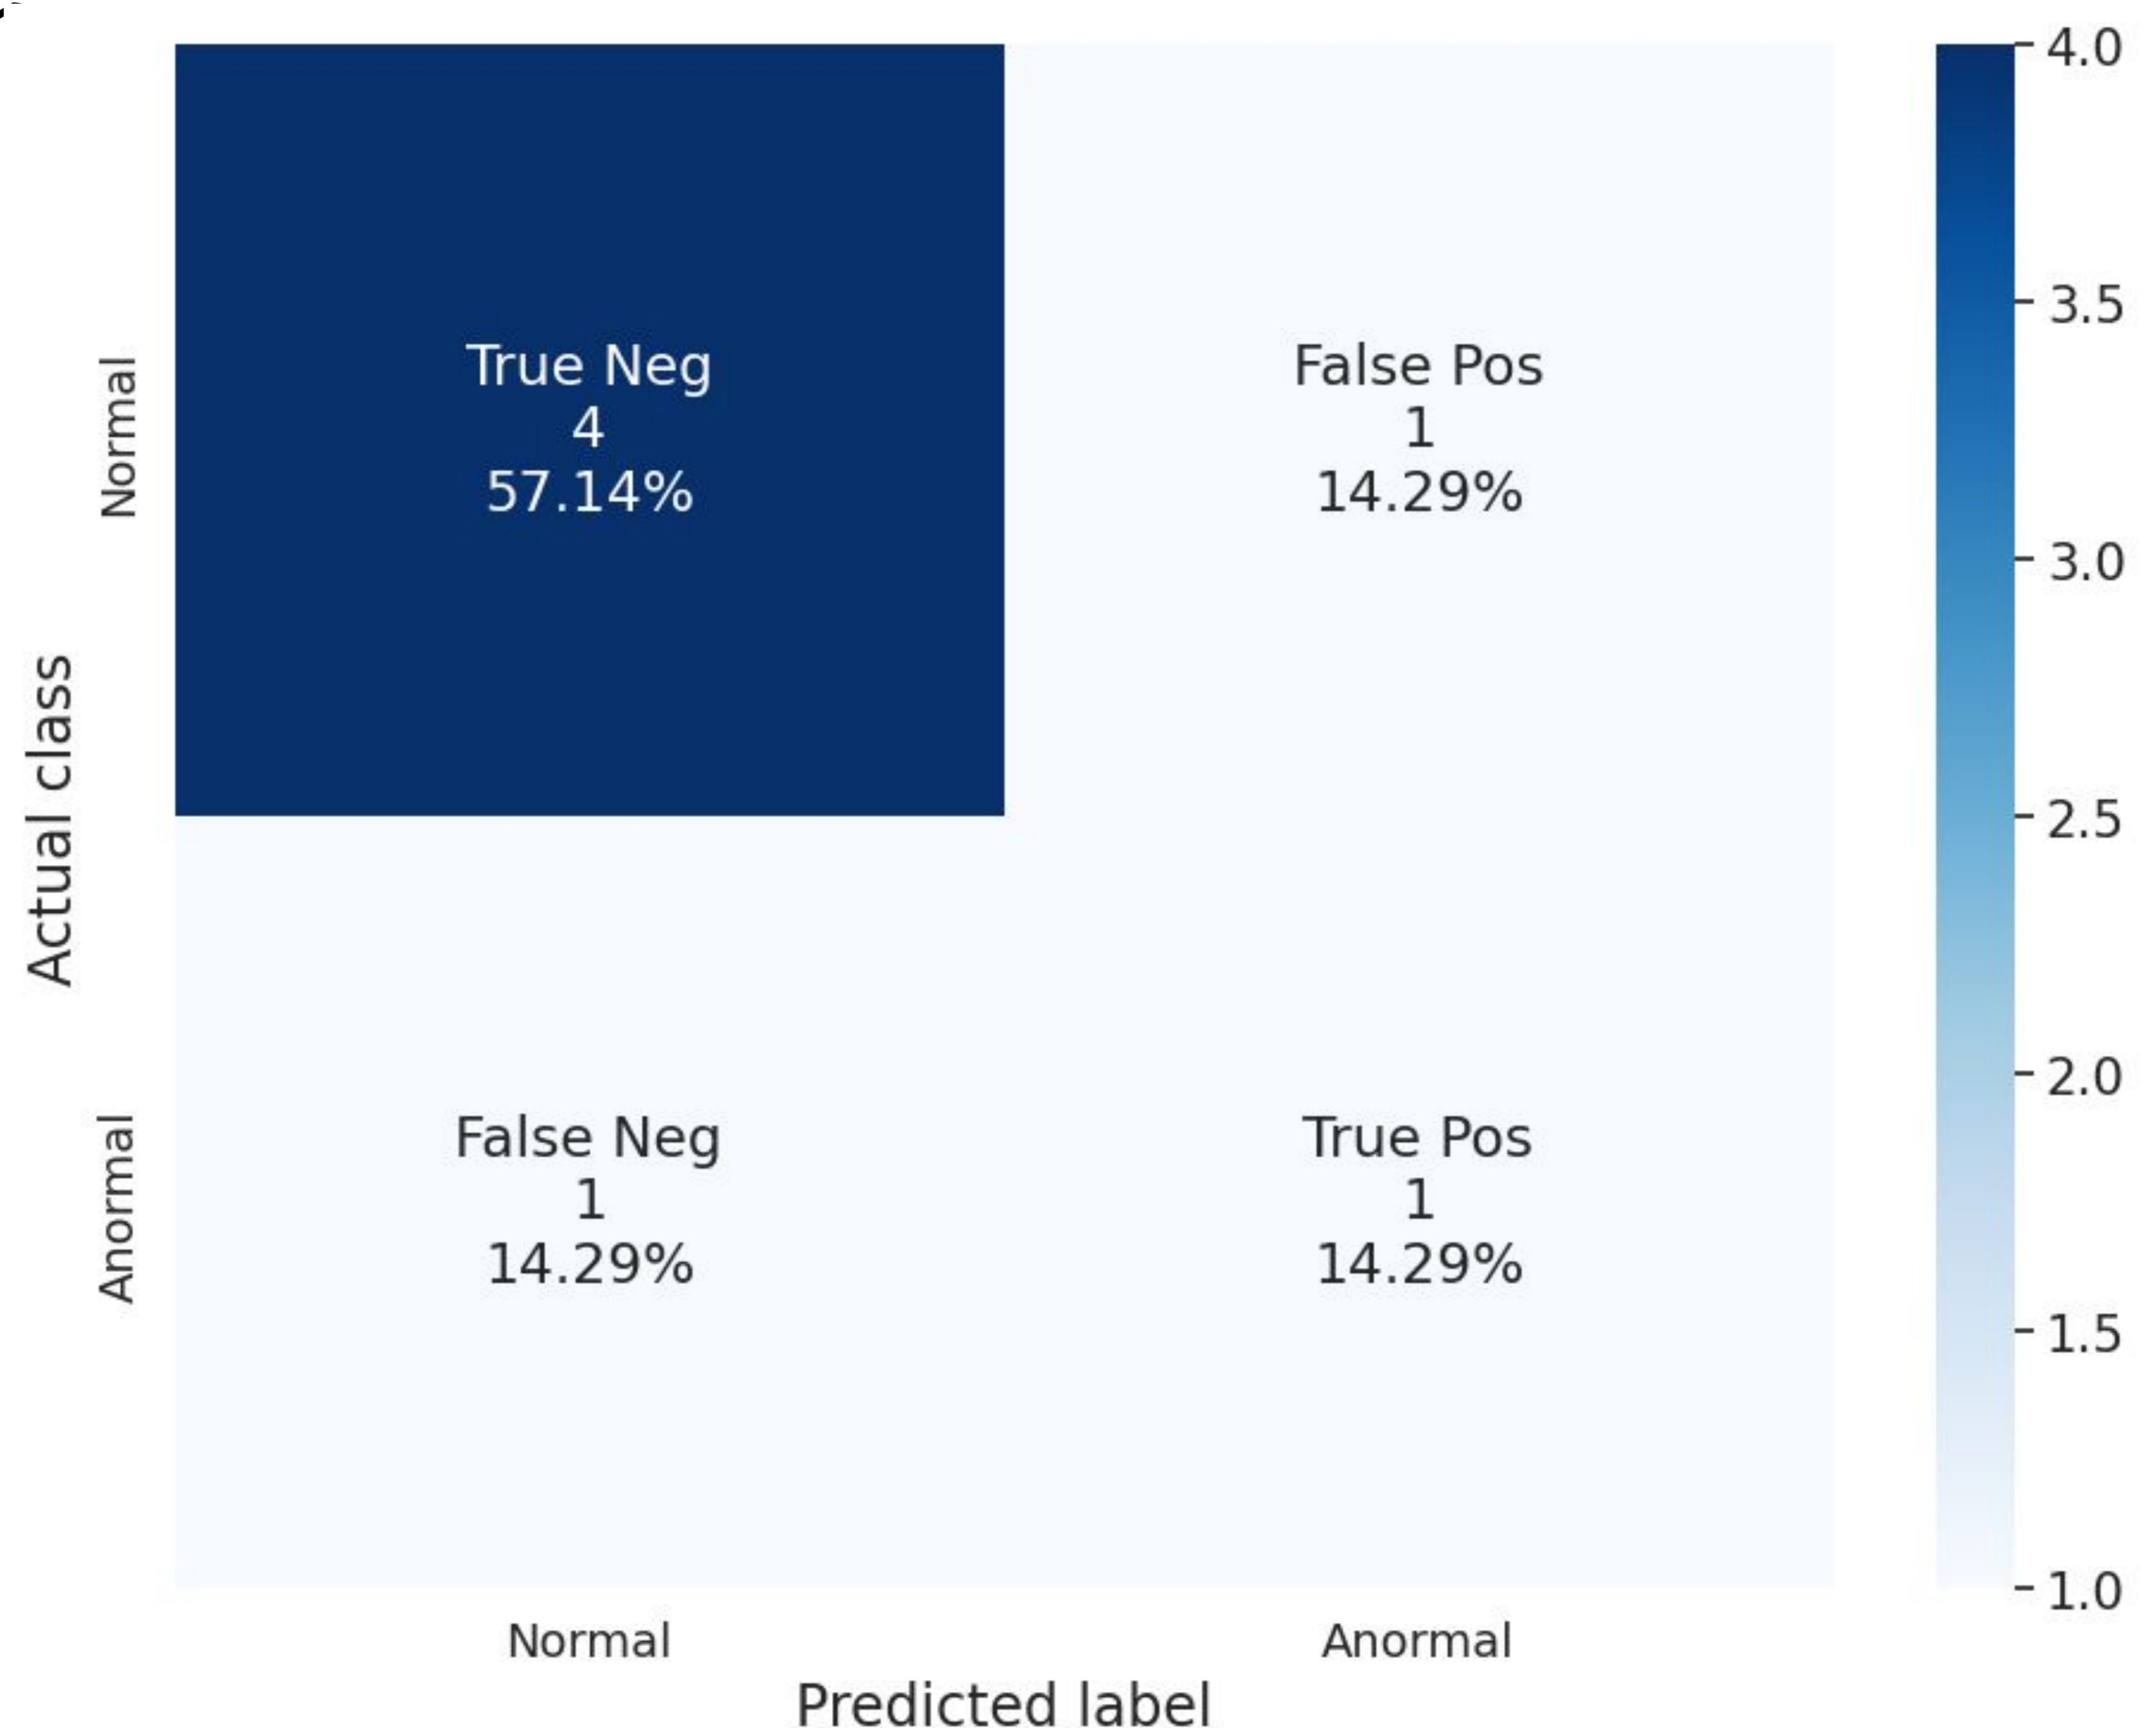 True Neg
4
57.14%
False Pos
1
14.29%
False Neg
1
14.29%
True Pos
1
14.29%
Normal
Anormal
Actual class
Normal
Anormal
Predicted label
4.0
3.5
3.0
2.5
2.0
1.5
1.0